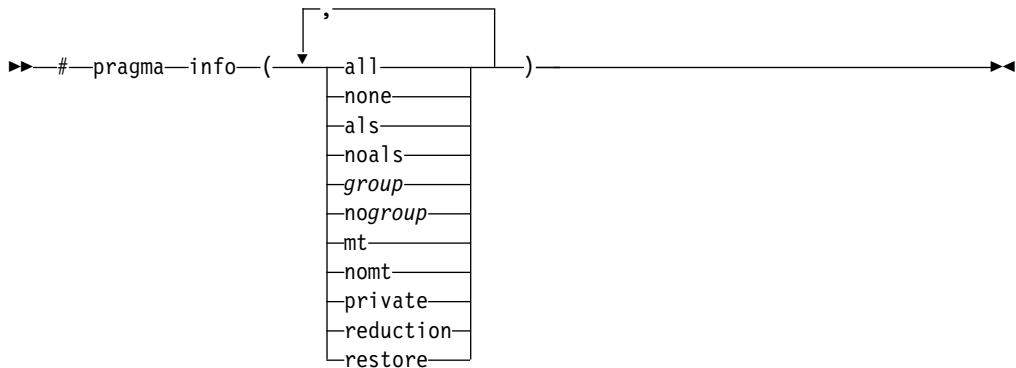 ,
# pragma info ( all )
none
als
noals
group
nogroup
mt
nomt
private
reduction
restore